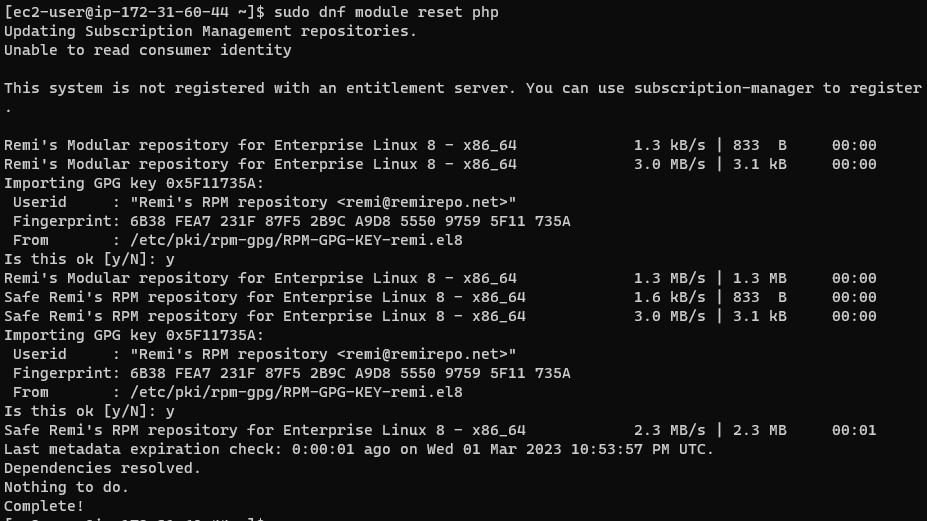 [ec2-user@ip-172-31-60-44 ~]$ sudo dnf module reset php
Updating Subscription Management repositories.
Unable to read consumer identity
This system is not registered with an entitlement server. You can use subscription-manager to register
.
Remi's Modular repository for Enterprise Linux 8 - x86_64 1.3 kB/s | 833 B 00:00
Remi's Modular repository for Enterprise Linux 8 - x86_64 3.0 MB/s | 3.1 kB 00:00
Importing GPG key 0x5F11735A:
Userid : "Remi's RPM repository <remi@remirepo.net>"
Fingerprint: 6B38 FEA7 231F 87F5 2B9C A9D8 5550 9759 5F11 735A
From : /etc/pki/rpm-gpg/RPM-GPG-KEY-remi.el8
Is this ok [y/N]: y
Remi's Modular repository for Enterprise Linux 8 - x86_64 1.3 MB/s | 1.3 MB 00:00
Safe Remi's RPM repository for Enterprise Linux 8 - x86_64 1.6 kB/s | 833 B 00:00
Safe Remi's RPM repository for Enterprise Linux 8 - x86_64 3.0 MB/s | 3.1 kB 00:00
Importing GPG key 0x5F11735A:
Userid : "Remi's RPM repository <remi@remirepo.net>"
Fingerprint: 6B38 FEA7 231F 87F5 2B9C A9D8 5550 9759 5F11 735A
From : /etc/pki/rpm-gpg/RPM-GPG-KEY-remi.el8
Is this ok [y/N]: y
Safe Remi's RPM repository for Enterprise Linux 8 - x86_64 2.3 MB/s | 2.3 MB 00:01
Last metadata expiration check: 0:00:01 ago on Wed 01 Mar 2023 10:53:57 PM UTC.
Dependencies resolved.
Nothing to do.
Complete!